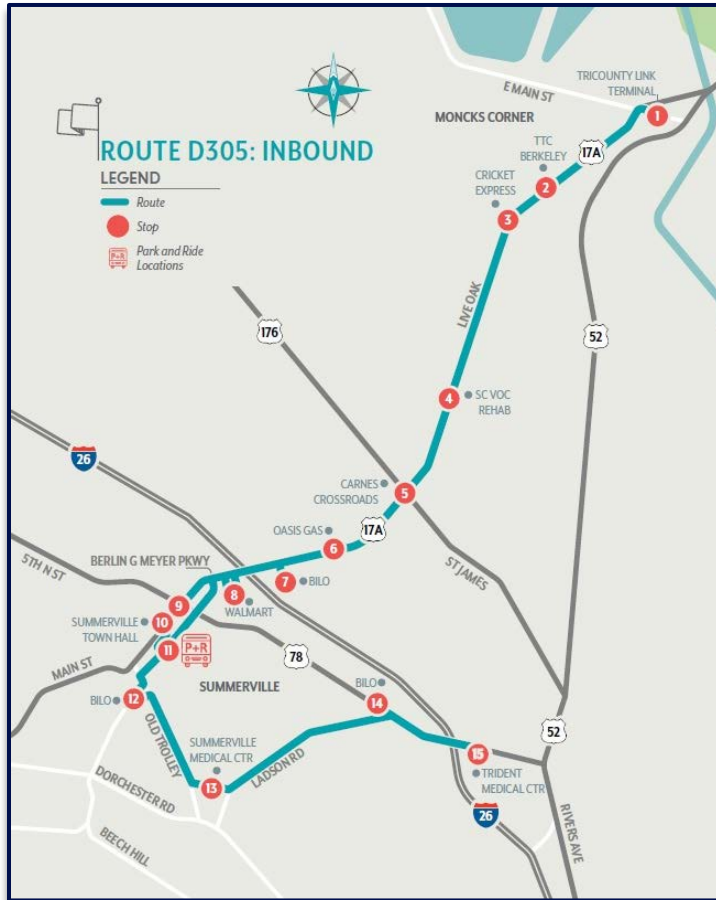 E MAIN ST
TRICOUNTY LINK
TERMINAL
1
MONCKS CORNER
ROUTE D305: INBOUND
LEGEND
Route
Stop
P+R
Park and Ride
Locations
TTC
BERKELEY
17A
2
CRICKET
EXPRESS
3
LIVE OAK
176
52
4
SC VOC
REHAB
26
CARNES
CROSSROADS
5
OASIS GAS
17A
6
ST JAMES
5TH N ST
BERLIN G MEYER PKWY
7
BILO
8
WALMART
9
SUMMERVILLE
TOWN HALL
10
11
P+R
78
MAIN ST
SUMMERVILLE
BILO
12
BILO
14
OLD TROLLEY
52
SUMMERVILLE
MEDICAL CTR
LADSON RD
15
TRIDENT
MEDICAL CTR
13
DORCHESTER RD
26
RIVERS AVE
BEECH HILL